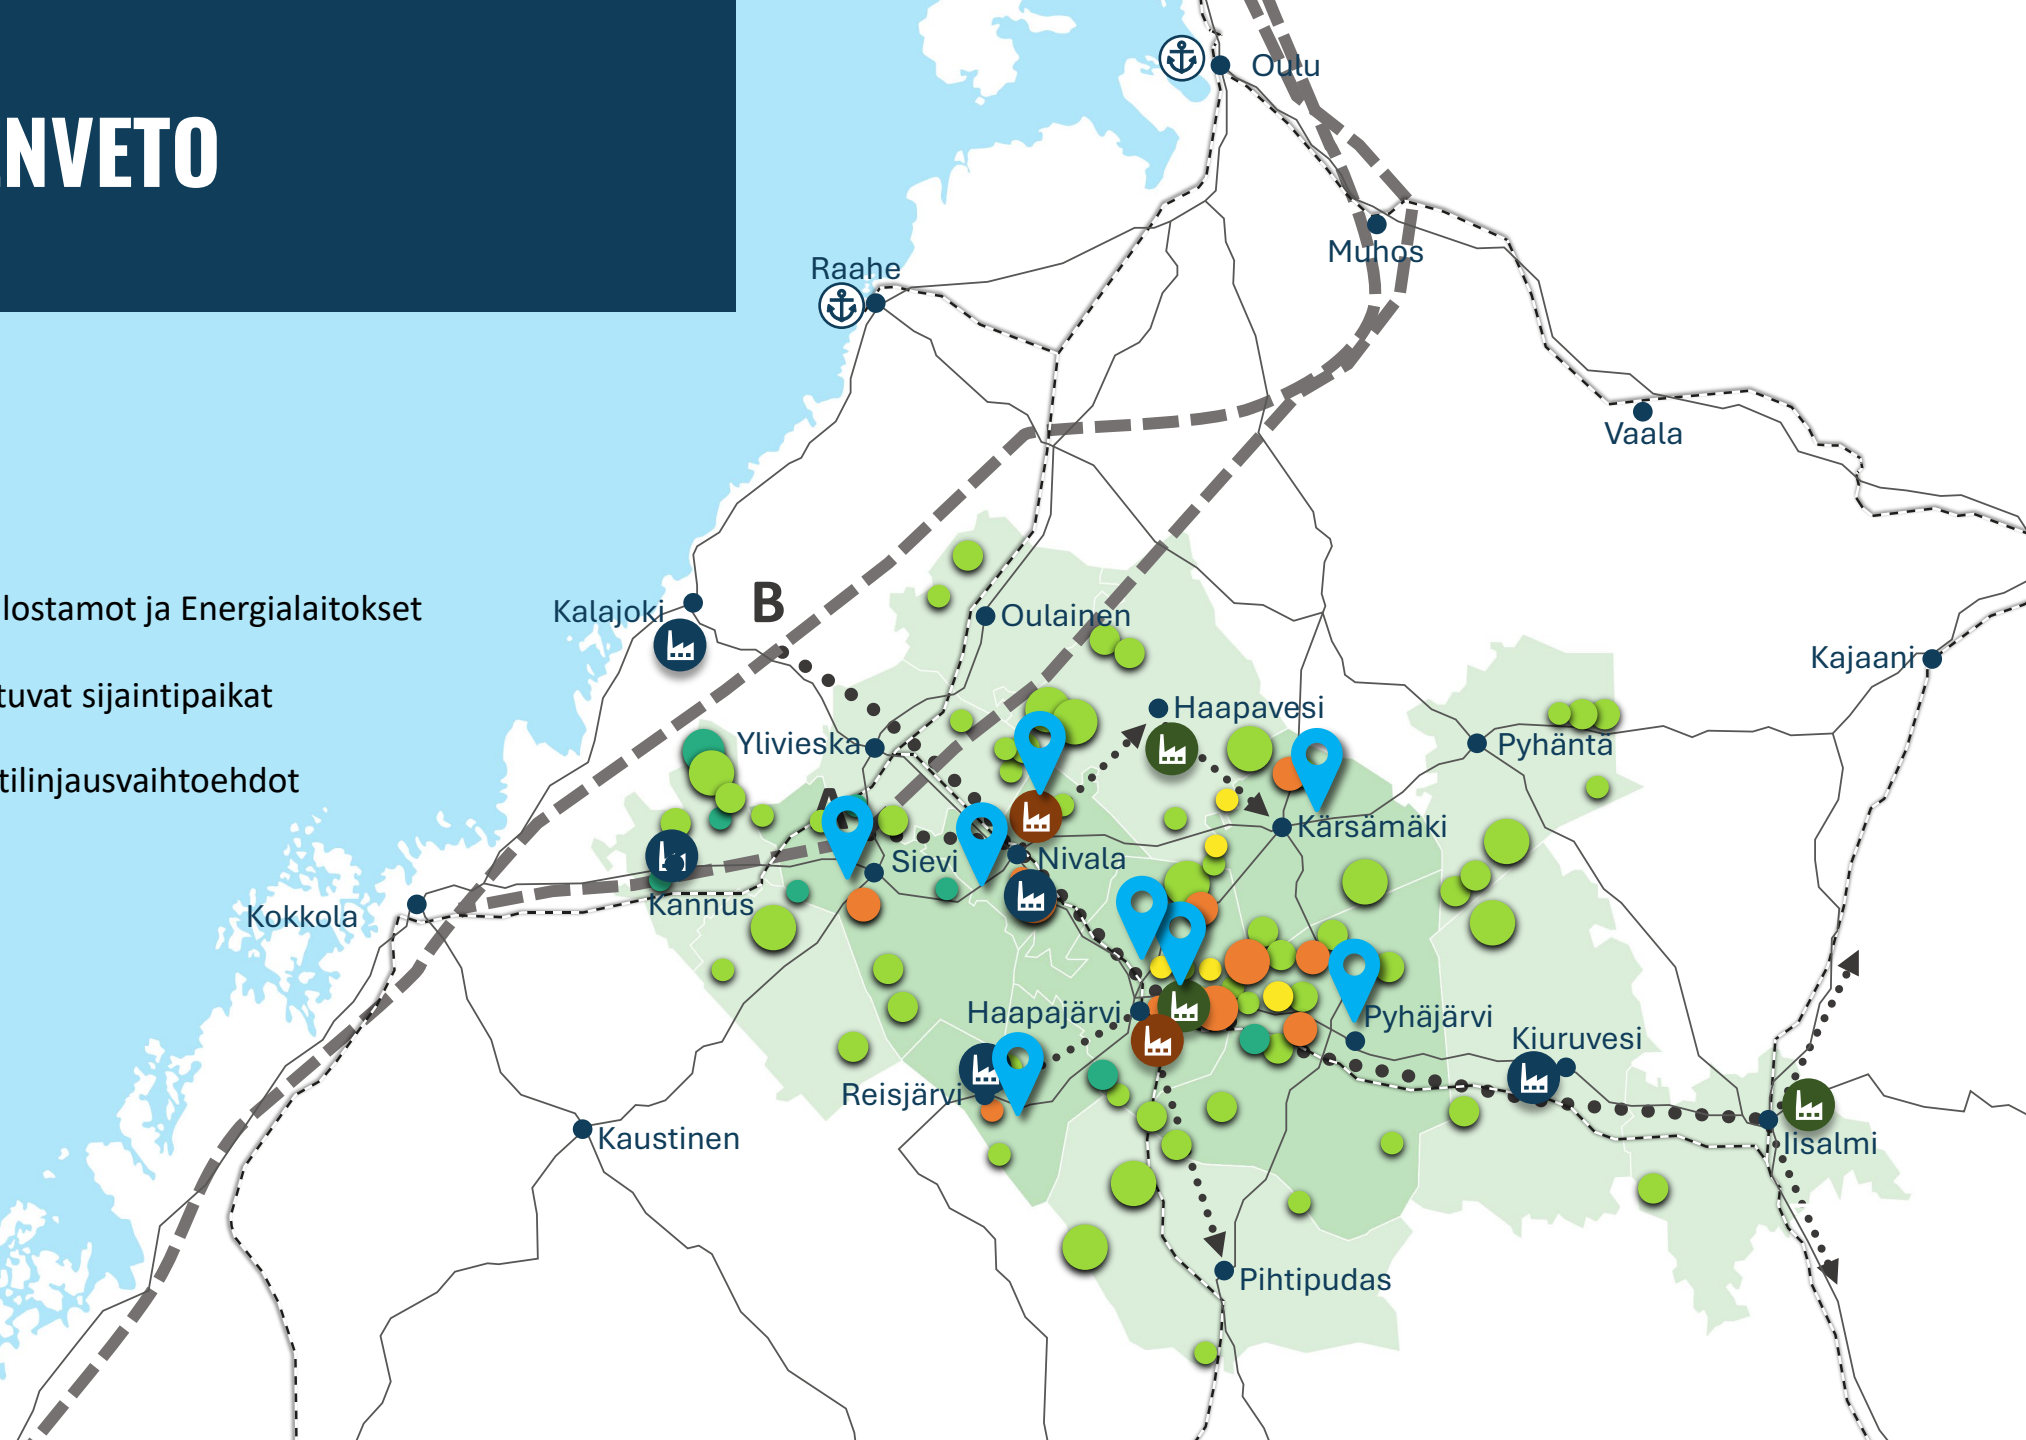 NVETO
Oulu
Muhos
Raahe
Vaala
lostamot ja Energialaitokset
Kalajoki
B
Oulainen
Kajaani
tuvat sijaintipaikat
Haapavesi
Ylivieska
Pyhäntä
tilinjausvaihtoehdot
A
Kärsämäki
Sievi
Nivala
Kannus
Kokkola
Haapajärvi
Pyhäjärvi
Kiuruvesi
Reisjärvi
Kaustinen
Iisalmi
Pihtipudas